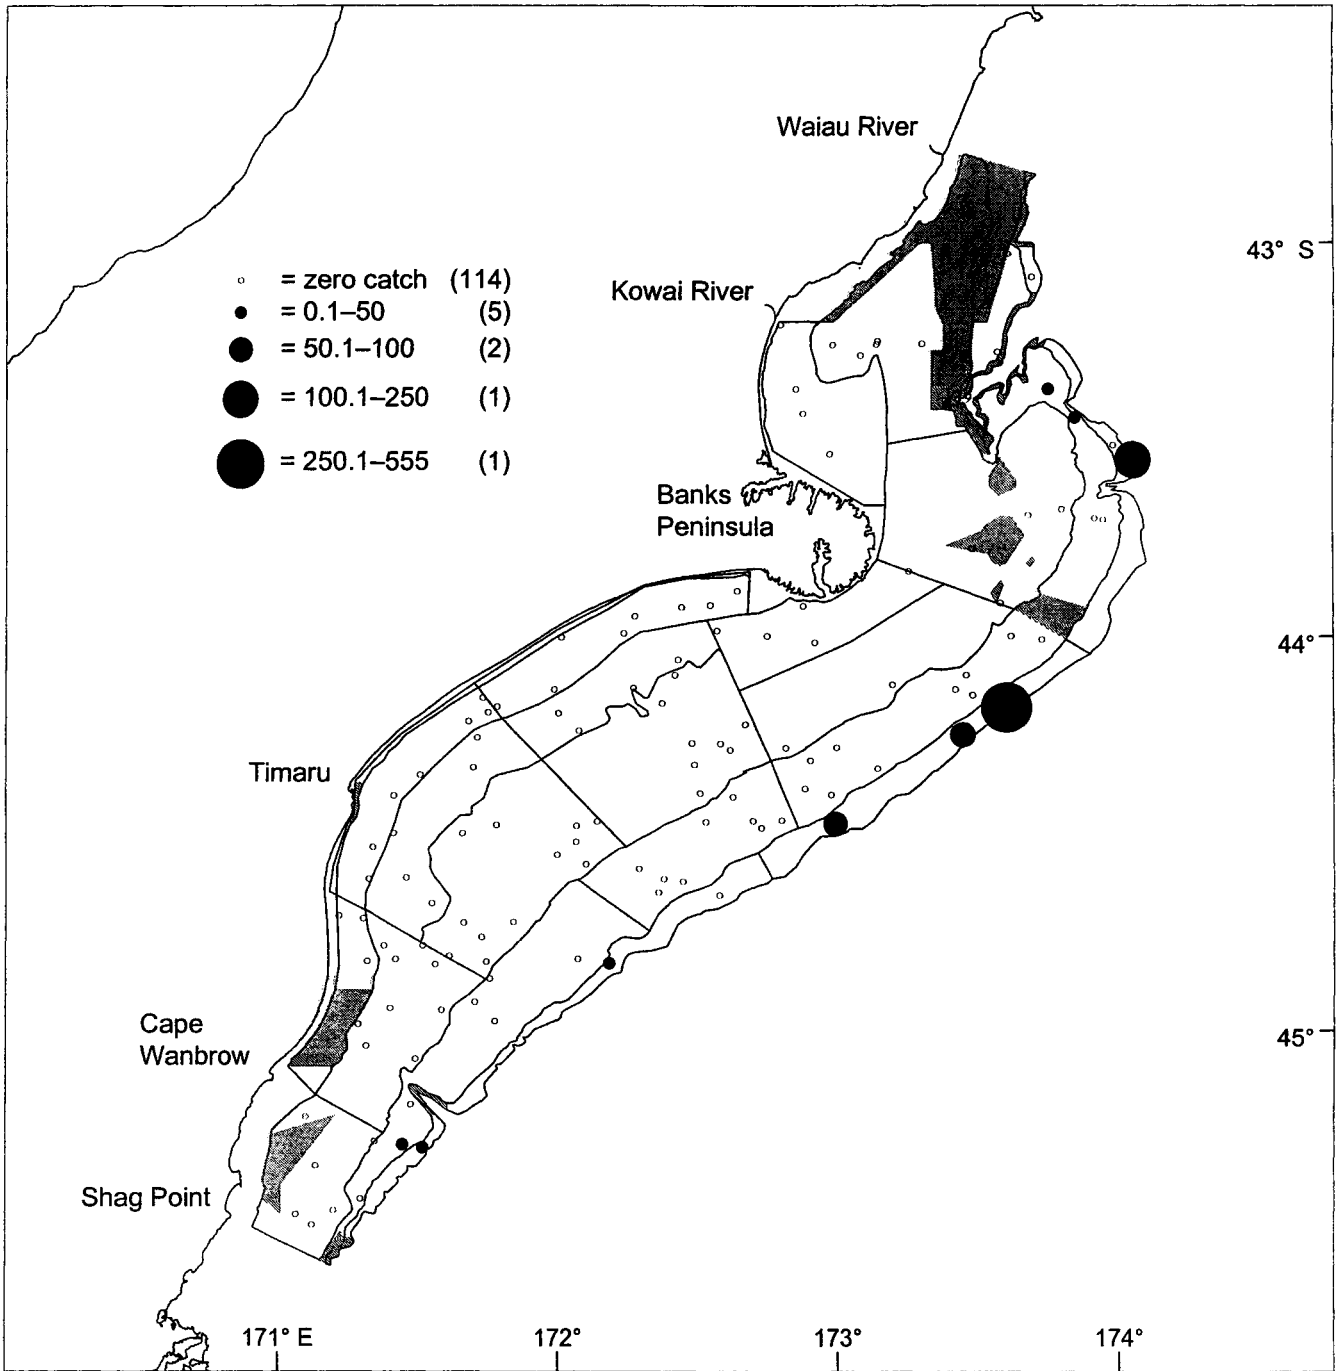 Waiau River
43° S
= zero catch (114)
Kowai River
= 0.1–50 (5)
= 50.1–100 (2)
= 100.1–250 (1)
= 250.1–555 (1)
Banks
Peninsula
44°
Timaru
Cape
Wanbrow
45°
Shag Point
171° E 172° 173° 174°